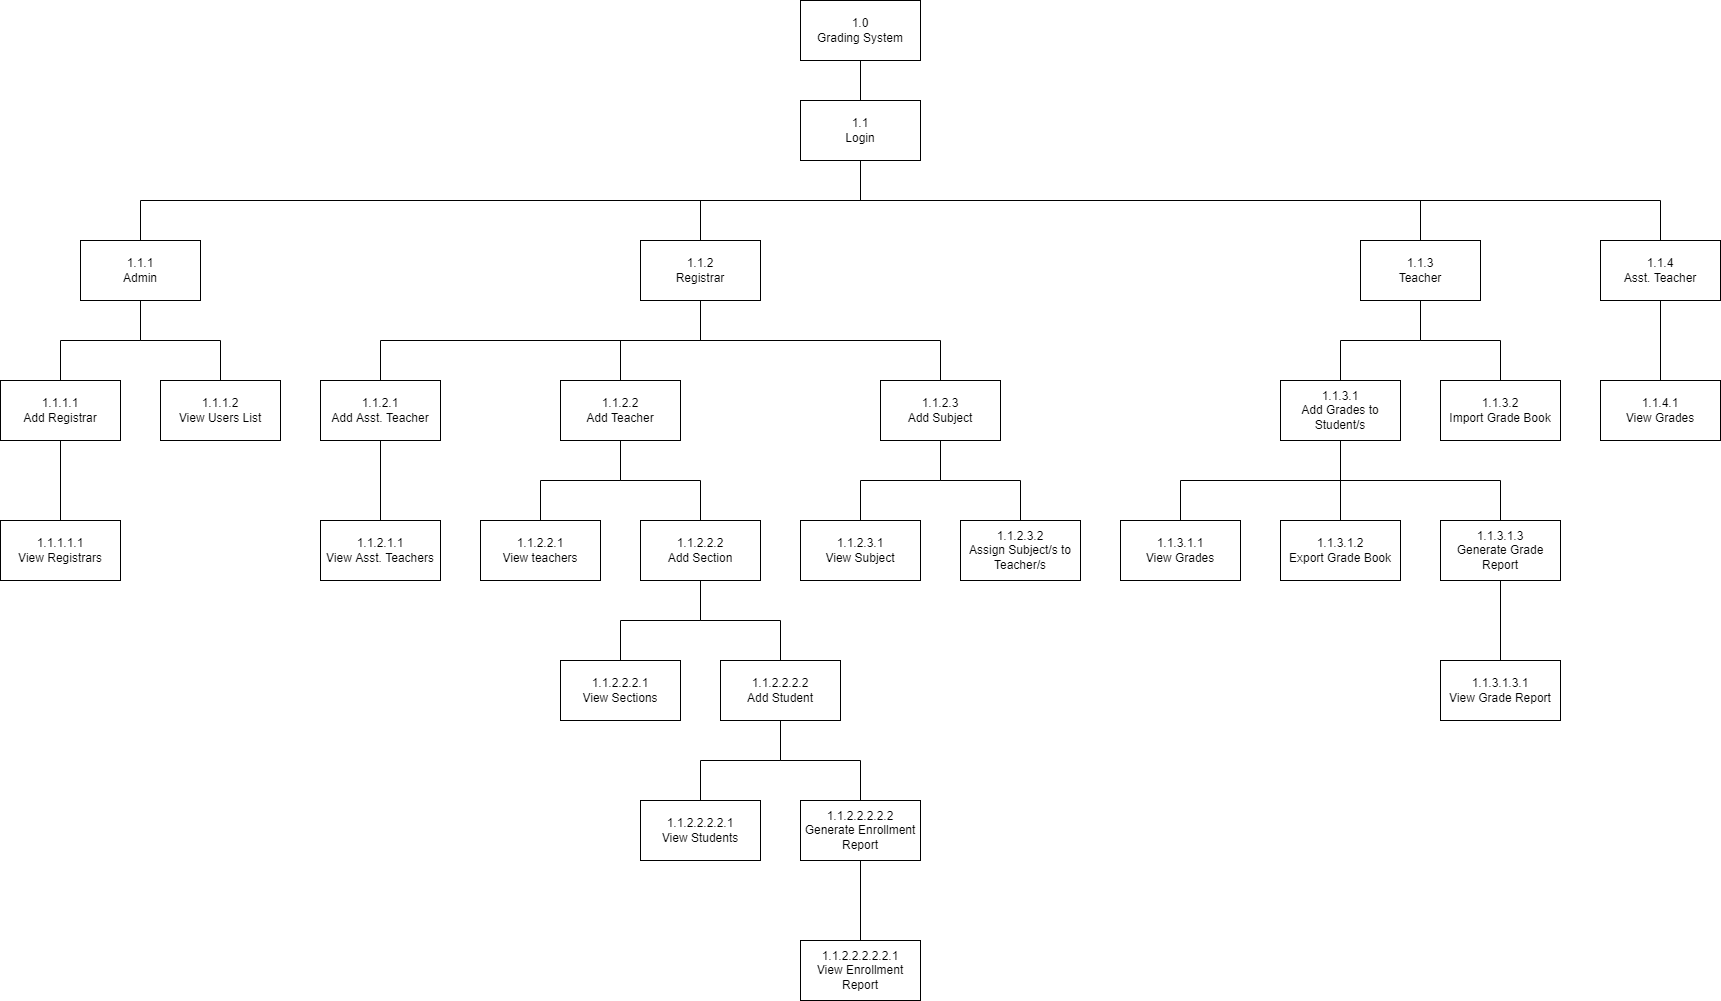 1.0
Grading System
1.1
Login
1.1.1
Admin
1.1.2
Registrar
1.1.3
Teacher
1.1.4
Asst. Teacher
1.1.1.1
Add Registrar
1.1.1.2
View Users List
1.1.2.1
Add Asst. Teacher
1.1.2.2
Add Teacher
1.1.2.3
Add Subject
1.1.3.1
Add Grades to
Student/s
1.1.3.2
Import Grade Book
1.1.4.1
View Grades
1.1.1.1.1
View Registrars
1.1.2.1.1
View Asst. Teachers
1.1.2.2.1
View teachers
1.1.2.2.2
Add Section
1.1.2.3.1
View Subject
1.1.2.3.2
Assign Subject/s to
Teacher/s
1.1.3.1.1
View Grades
1.1.3.1.2
Export Grade Book
1.1.3.1.3
Generate Grade
Report
1.1.2.2.2.1
View Sections
1.1.2.2.2.2
Add Student
1.1.3.1.3.1
View Grade Report
1.1.2.2.2.2.1
View Students
1.1.2.2.2.2.2
Generate Enrollment
Report
1.1.2.2.2.2.2.1
View Enrollment
Report